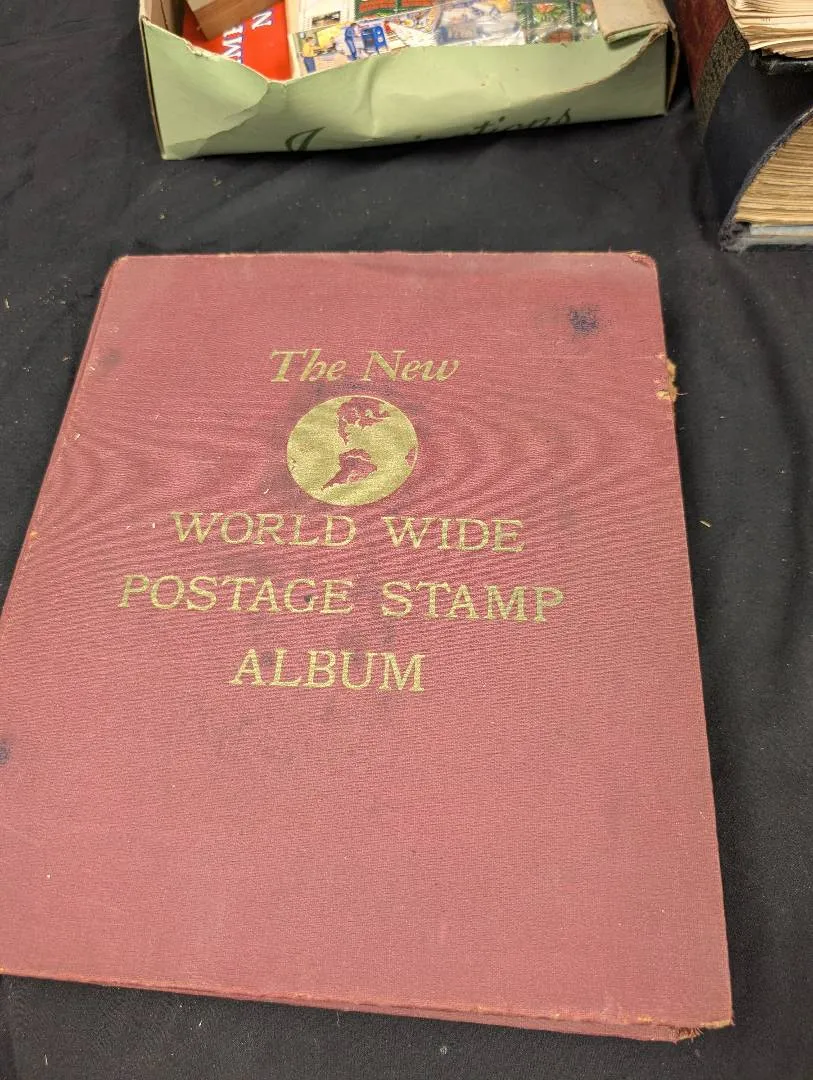 The New
WORLD WIDE
POSTAGE STAMP
ALBUM